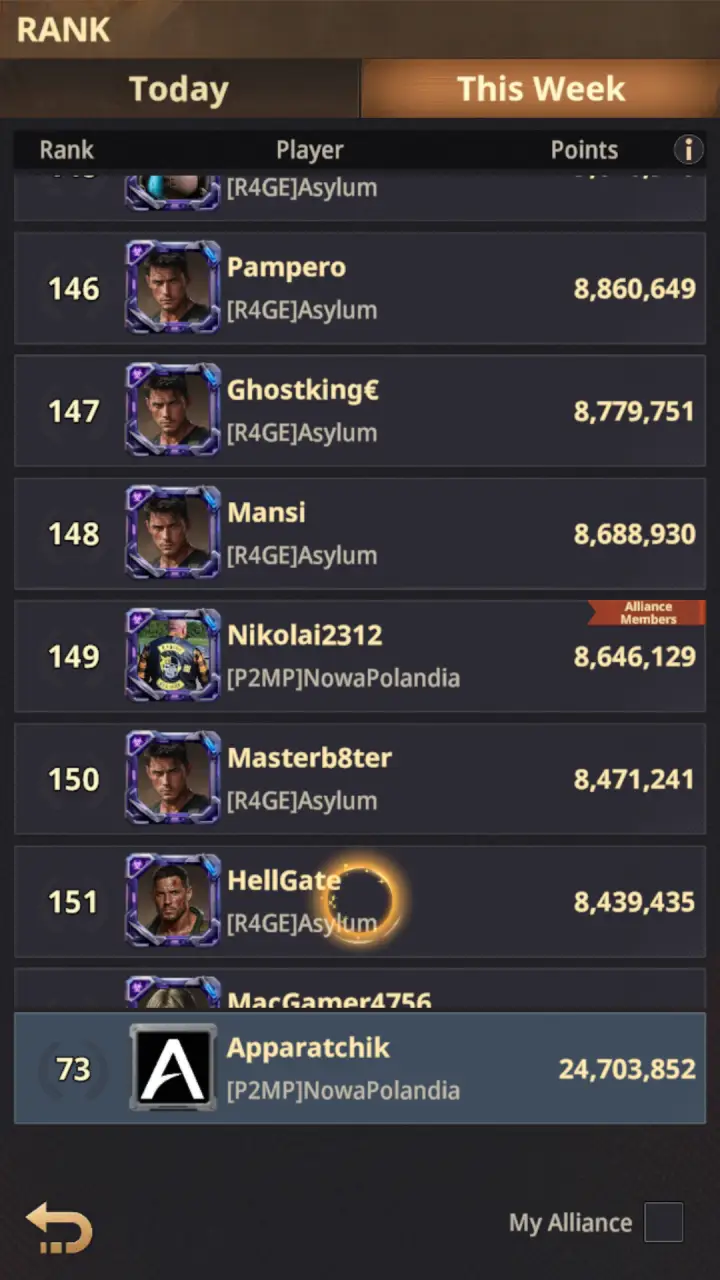 RANK
Today
This Week
Rank Player Points
[R4GE]Asylum
146 Pampero 8,860,649
[R4GE]Asylum
147 Ghostking€ 8,779,751
[R4GE]Asylum
148 Mansi 8,688,930
[R4GE]Asylum
Alliance
Members
149 Nikolai2312 8,646,129
[P2MP]NowaPolandia
150 Masterb8ter 8,471,241
[R4GE]Asylum
151 HellGate 8,439,435
[R4GE]Asylum
MacGamer4756
73 Apparatchik 24,703,852
[P2MP]NowaPolandia
My Alliance